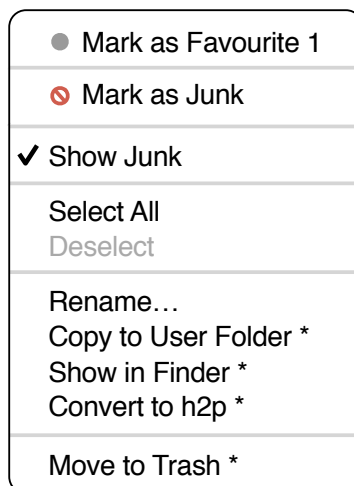 Mark as Favourite 1
Mark as Junk
Show Junk
Select All
Deselect
Rename…
Copy to User Folder *
Show in Finder *
Convert to h2p *
Move to Trash *